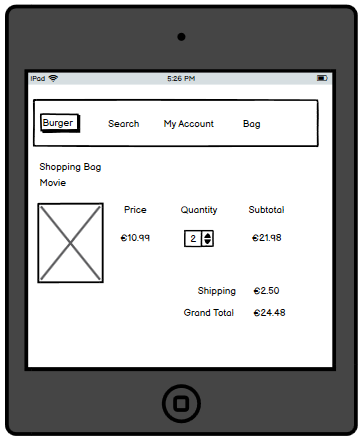 iPad 5:26 PM
Burger Search My Account Bag
Shopping Bag
Movie
Price Quantity Subtotal
€10.99 2 €21.98
Shipping €2.50
Grand Total €24.48